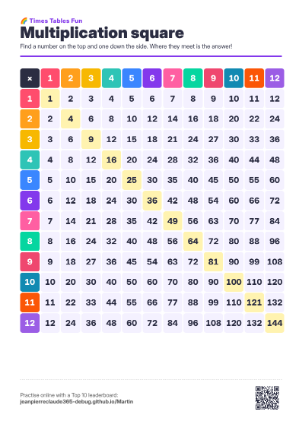 🌈 Times Tables Fun
Multiplication square
Find a number on the top and one down the side. Where they meet is the answer!
× 1 2 3 4 5 6 7 8 9 10 11 12
1 1 2 3 4 5 6 7 8 9 10 11 12
2 2 4 6 8 10 12 14 16 18 20 22 24
3 3 6 9 12 15 18 21 24 27 30 33 36
4 4 8 12 16 20 24 28 32 36 40 44 48
5 5 10 15 20 25 30 35 40 45 50 55 60
6 6 12 18 24 30 36 42 48 54 60 66 72
7 7 14 21 28 35 42 49 56 63 70 77 84
8 8 16 24 32 40 48 56 64 72 80 88 96
9 9 18 27 36 45 54 63 72 81 90 99 108
10 10 20 30 40 50 60 70 80 90 100 110 120
11 11 22 33 44 55 66 77 88 99 110 121 132
12 12 24 36 48 60 72 84 96 108 120 132 144
Practise online with a Top 10 leaderboard:
jeanpierreclaude365-debug.github.io/Martin